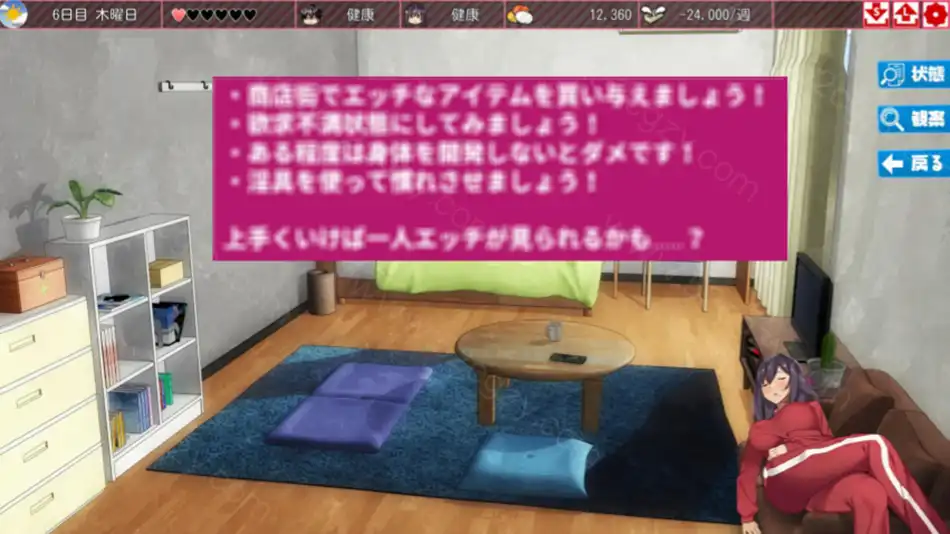 6日目 木曜日 健康 健康 12,360 -24,000/週
状態
・商店街でエッチなアイテムを買い与えましょう！
観察
・欲求不満状態にしてみましょう！
・ある程度は身体を開発しないとダメです！
戻る
・淫具を使って慣れさせましょう！
上手くいけば一人エッチが見られるかも……？